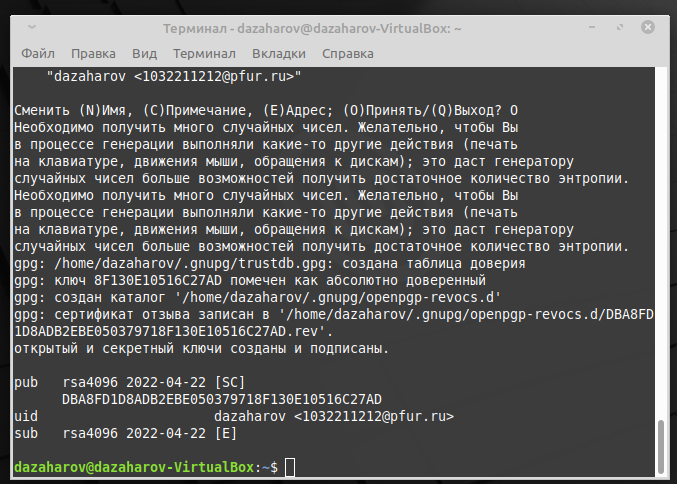 Терминал - dazaharov@dazaharov-VirtualBox: ~
Файл Правка Вид Терминал Вкладки Справка
"dazaharov <1032211212@pfur.ru>"
Сменить (N)Имя, (C)Примечание, (E)Адрес; (O)Принять/(Q)Выход? O
Необходимо получить много случайных чисел. Желательно, чтобы Вы
в процессе генерации выполняли какие-то другие действия (печать
на клавиатуре, движения мыши, обращения к дискам); это даст генератору
случайных чисел больше возможностей получить достаточное количество энтропии.
Необходимо получить много случайных чисел. Желательно, чтобы Вы
в процессе генерации выполняли какие-то другие действия (печать
на клавиатуре, движения мыши, обращения к дискам); это даст генератору
случайных чисел больше возможностей получить достаточное количество энтропии.
gpg: /home/dazaharov/.gnupg/trustdb.gpg: создана таблица доверия
gpg: ключ 8F130E10516C27AD помечен как абсолютно доверенный
gpg: создан каталог '/home/dazaharov/.gnupg/openpgp-revocs.d'
gpg: сертификат отзыва записан в '/home/dazaharov/.gnupg/openpgp-revocs.d/DBA8FD
1D8ADB2EBE050379718F130E10516C27AD.rev'.
открытый и секретный ключи созданы и подписаны.
pub rsa4096 2022-04-22 [SC]
DBA8FD1D8ADB2EBE050379718F130E10516C27AD
uid dazaharov <1032211212@pfur.ru>
sub rsa4096 2022-04-22 [E]
dazaharov@dazaharov-VirtualBox:~$